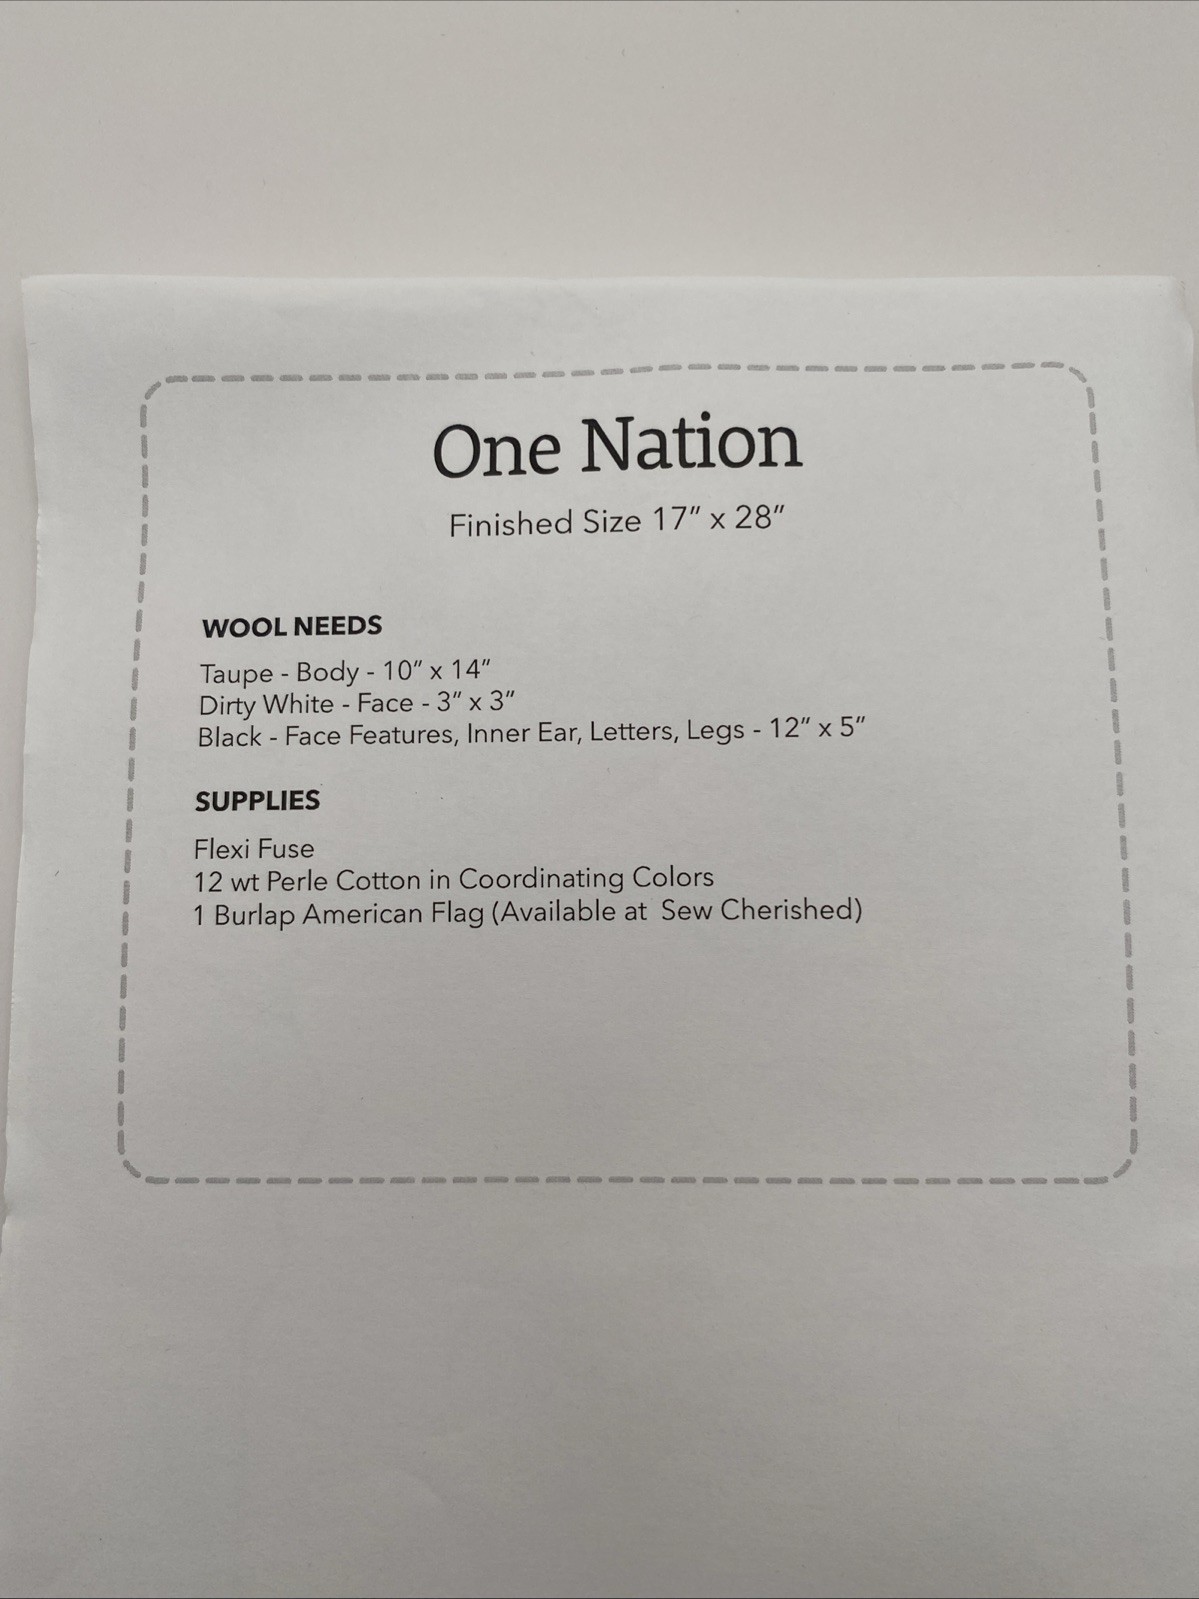 One Nation
Finished Size 17” x 28”
WOOL NEEDS
Taupe - Body - 10” x 14”
Dirty White - Face - 3” x 3”
Black - Face Features, Inner Ear, Letters, Legs - 12” x 5”
SUPPLIES
Flexi Fuse
12 wt Perle Cotton in Coordinating Colors
1 Burlap American Flag (Available at Sew Cherished)